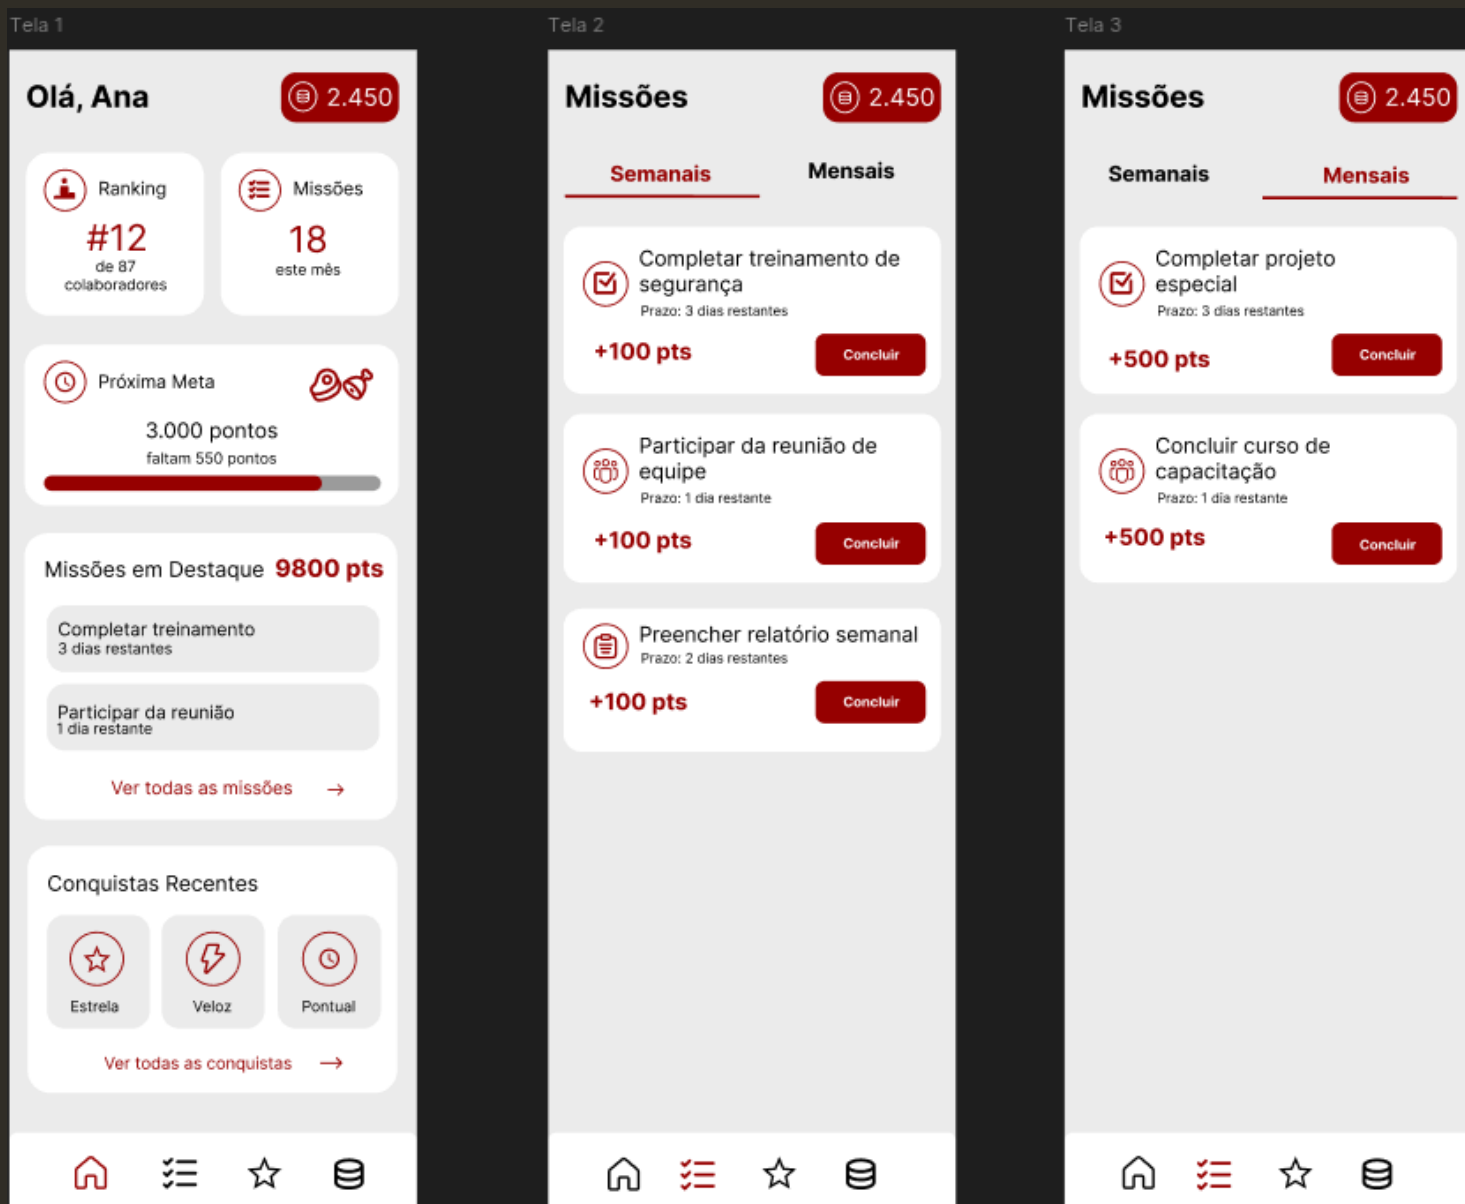 Tela 1
Olá, Ana
2.450
Ranking
#12
de 87
colaboradores
Missões
18
este mês
Próxima Meta
3.000 pontos
faltam 550 pontos
Missões em Destaque 9800 pts
Completar treinamento
3 dias restantes
Participar da reunião
1 dia restante
Ver todas as missões →
Conquistas Recentes
Estrela
Veloz
Pontual
Ver todas as conquistas →
Tela 2
Missões
2.450
Semanais
Mensais
Completar treinamento de
segurança
Prazo: 3 dias restantes
+100 pts
Concluir
Participar da reunião de
equipe
Prazo: 1 dia restante
+100 pts
Concluir
Preencher relatório semanal
Prazo: 2 dias restantes
+100 pts
Concluir
Tela 3
Missões
2.450
Semanais
Mensais
Completar projeto
especial
Prazo: 3 dias restantes
+500 pts
Concluir
Concluir curso de
capacitação
Prazo: 1 dia restante
+500 pts
Concluir